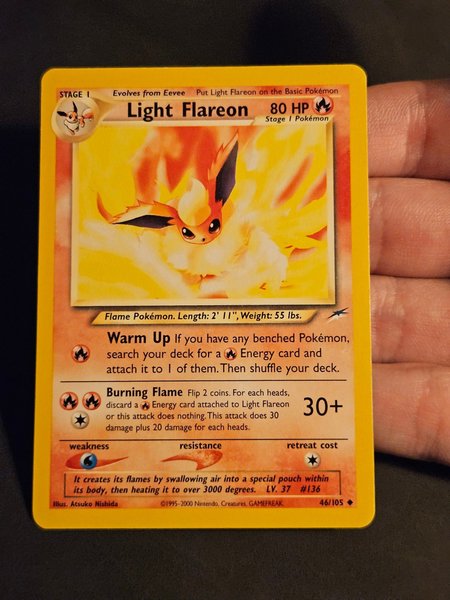 STAGE 1 Evolves from Eevee Put Light Flareon on the Basic Pokémon
Light Flareon 80 HP
Stage 1 Pokémon
Flame Pokémon. Length: 2' 11", Weight: 55 lbs.
Warm Up If you have any benched Pokémon,
search your deck for a Energy card and
attach it to 1 of them. Then shuffle your deck.
Burning Flame Flip 2 coins. For each heads,
discard a Energy card attached to Light Flareon
or this attack does nothing. This attack does 30
damage plus 20 damage for each heads.
30+
weakness resistance retreat cost
It creates its flames by swallowing air into a special pouch within
its body, then heating it to over 3000 degrees. LV. 37 #136
Illus. Atsuko Nishida ©1995-2000 Nintendo, Creatures, GAMEFREAK. 46/105